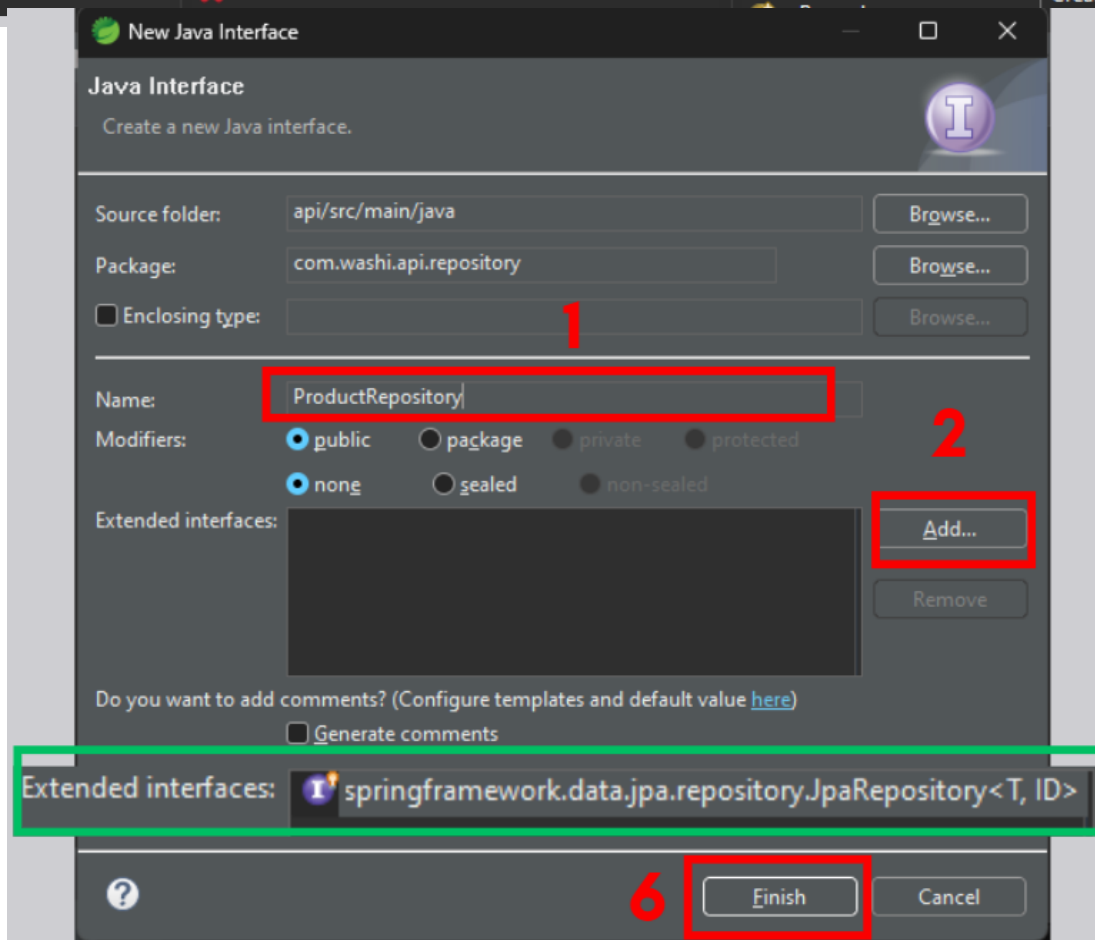 New Java Interface
Java Interface
Create a new Java interface.
Source folder: api/src/main/java Browse...
Package: com.washi.api.repository Browse...
Enclosing type: Browse...
1
Name: ProductRepository
2
Modifiers: public package private protected
none sealed non-sealed
Extended interfaces: Add...
Remove
Do you want to add comments? (Configure templates and default value here)
Generate comments
Extended interfaces: springframework.data.jpa.repository.JpaRepository<T, ID>
6 Finish Cancel